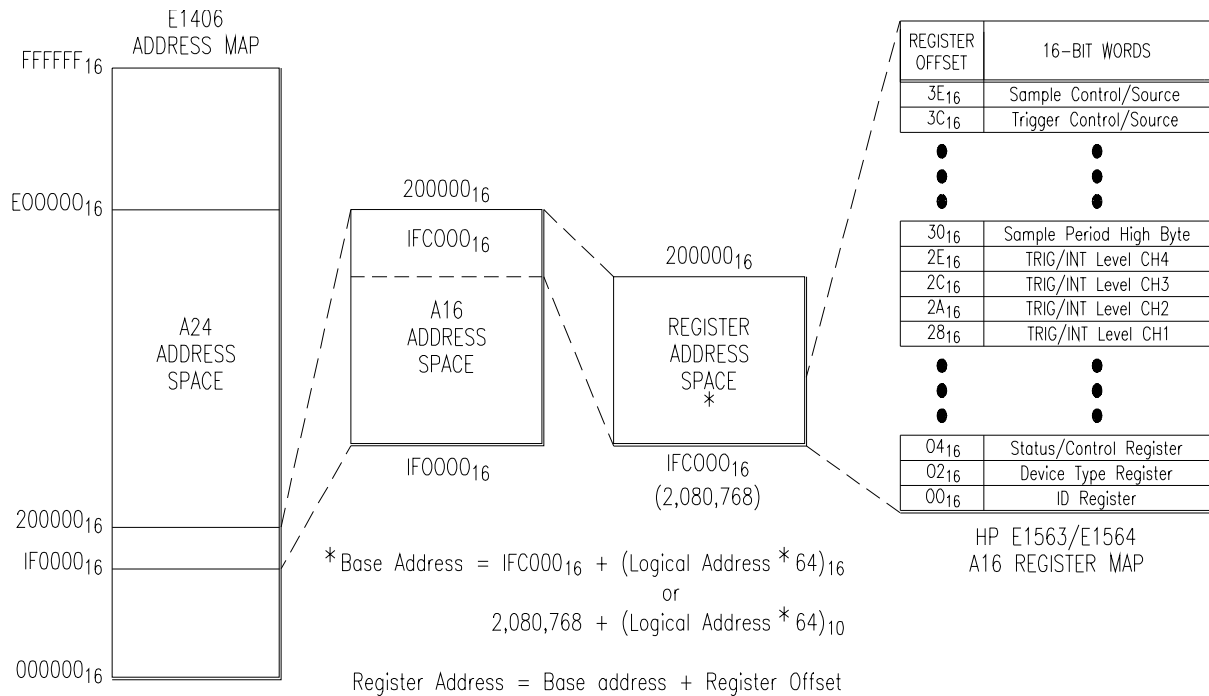 E1406
ADDRESS MAP
FFFFFF16
E0000016
A24
ADDRESS
SPACE
20000016
IF000016
00000016
20000016
IFC00016
A16
ADDRESS
SPACE
IF000016
20000016
REGISTER
ADDRESS
SPACE
*
IFC00016
(2,080,768)
*Base Address = IFC00016 + (Logical Address * 64)16
or
2,080,768 + (Logical Address * 64)10
Register Address = Base address + Register Offset
REGISTER OFFSET 16-BIT WORDS
3E16 Sample Control/Source
3C16 Trigger Control/Source
3016 Sample Period High Byte
2E16 TRIG/INT Level CH4
2C16 TRIG/INT Level CH3
2A16 TRIG/INT Level CH2
2816 TRIG/INT Level CH1
0416 Status/Control Register
0216 Device Type Register
0016 ID Register
HP E1563/E1564
A16 REGISTER MAP